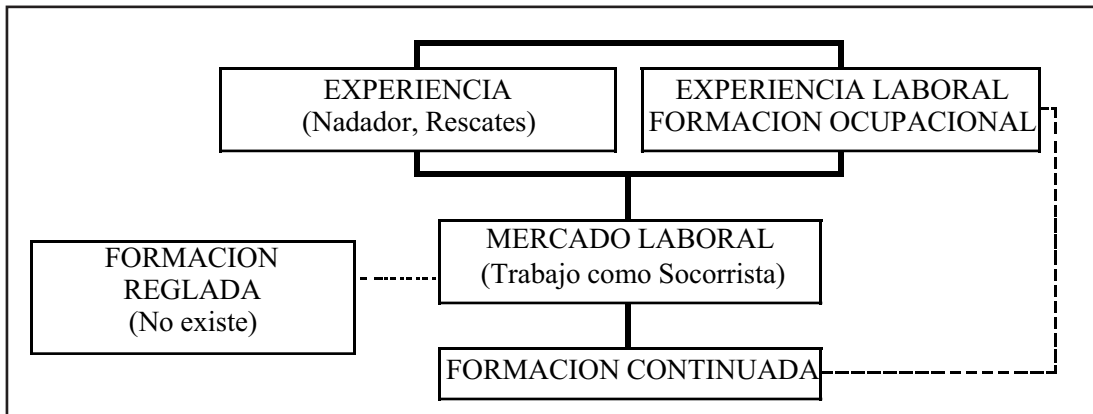 EXPERIENCIA
(Nadador, Rescates)
EXPERIENCIA LABORAL
FORMACION OCUPACIONAL
MERCADO LABORAL
(Trabajo como Socorrista)
FORMACION
REGLADA
(No existe)
FORMACION CONTINUADA